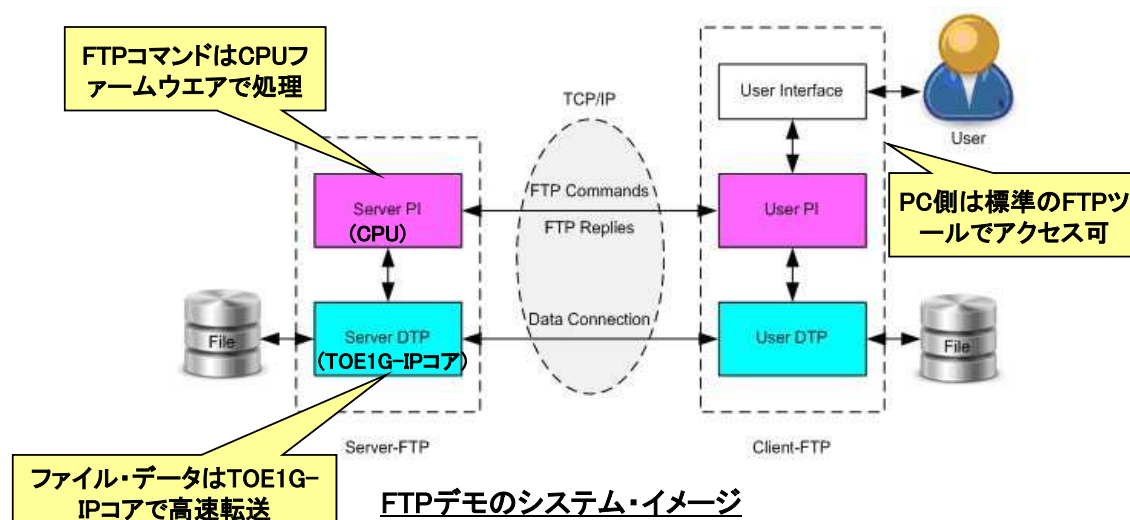 FTPコマンドはCPUフ
ァームウエアで処理
TCP/IP
User Interface
User
FTP Commands
FTP Replies
Server PI
(CPU)
User PI
PC側は標準のFTPツ
ールでアクセス可
File
Server DTP
(TOE1G-IPコア)
Data Connection
User DTP
File
Server-FTP
Client-FTP
ファイル・データはTOE1G-
IPコアで高速転送
FTPデモのシステム・イメージ